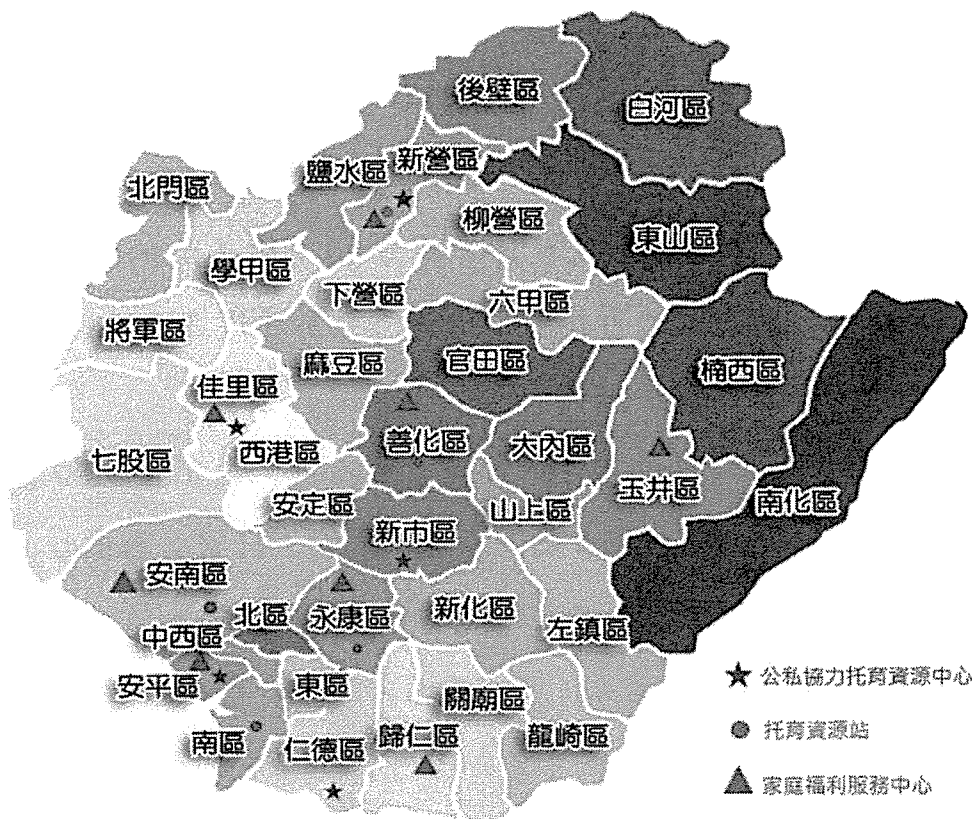 後壁區
白河區
新營區
鹽水區
北門區
柳營區
東山區
學甲區
下營區
六甲區
將軍區
麻豆區
官田區
楠西區
佳里區
善化區
大內區
西港區
七股區
玉井區
安定區
山上區
南化區
新市區
安南區
北區
永康區
新化區
中西區
左鎮區
安平區
東區
關廟區
公私協力托育資源中心
南區
仁德區
歸仁區
龍崎區
托育資源站
家庭福利服務中心